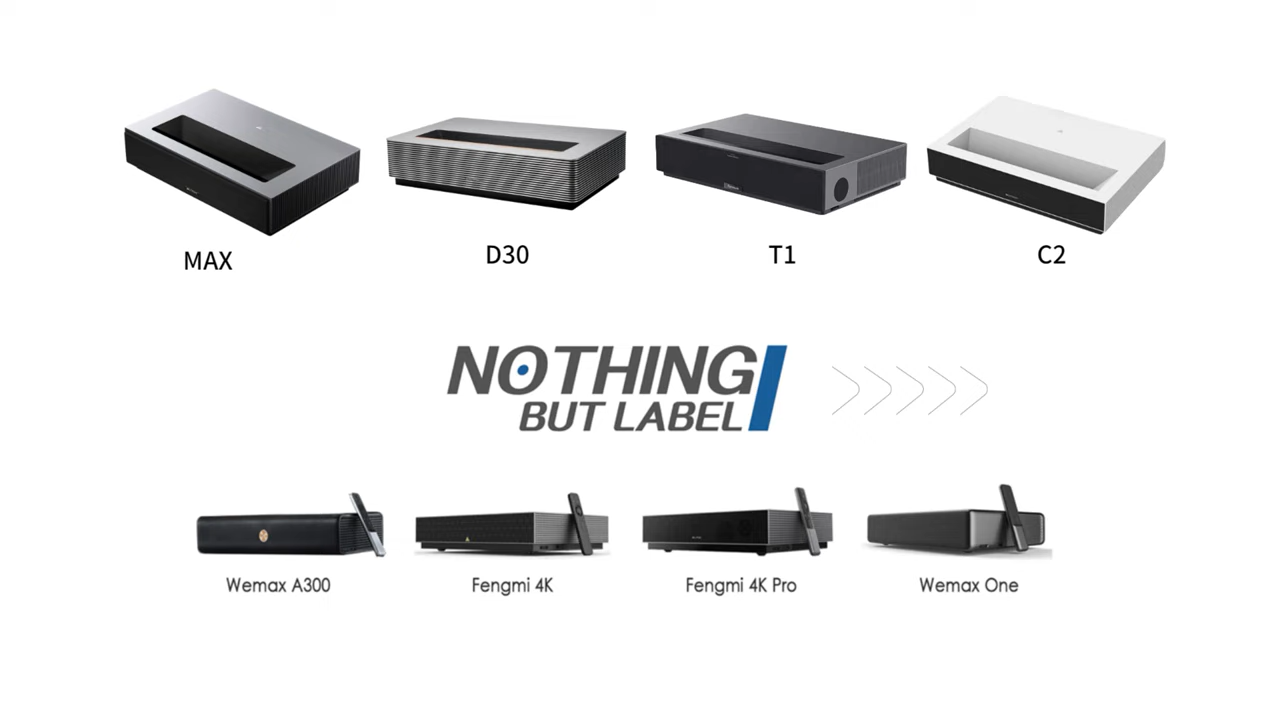 MAX
D30
T1
C2
NOTHING
BUT LABEL
Wemax A300
Fengmi 4K
Fengmi 4K Pro
Wemax One